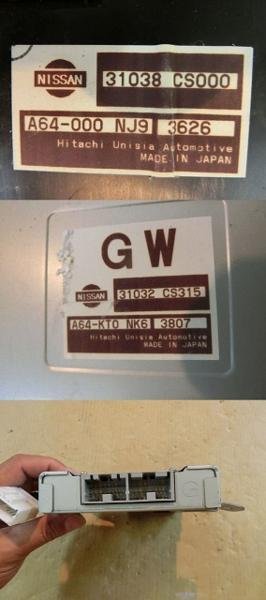 NISSAN
31038 CS000
A64-000 NJ9 3626
Hitachi Unisia Automotive
MADE IN JAPAN
GW
NISSAN
31032 CS315
A64-KT0 NK6 3807
Hitachi Unisia Automotive
MADE IN JAPAN
G